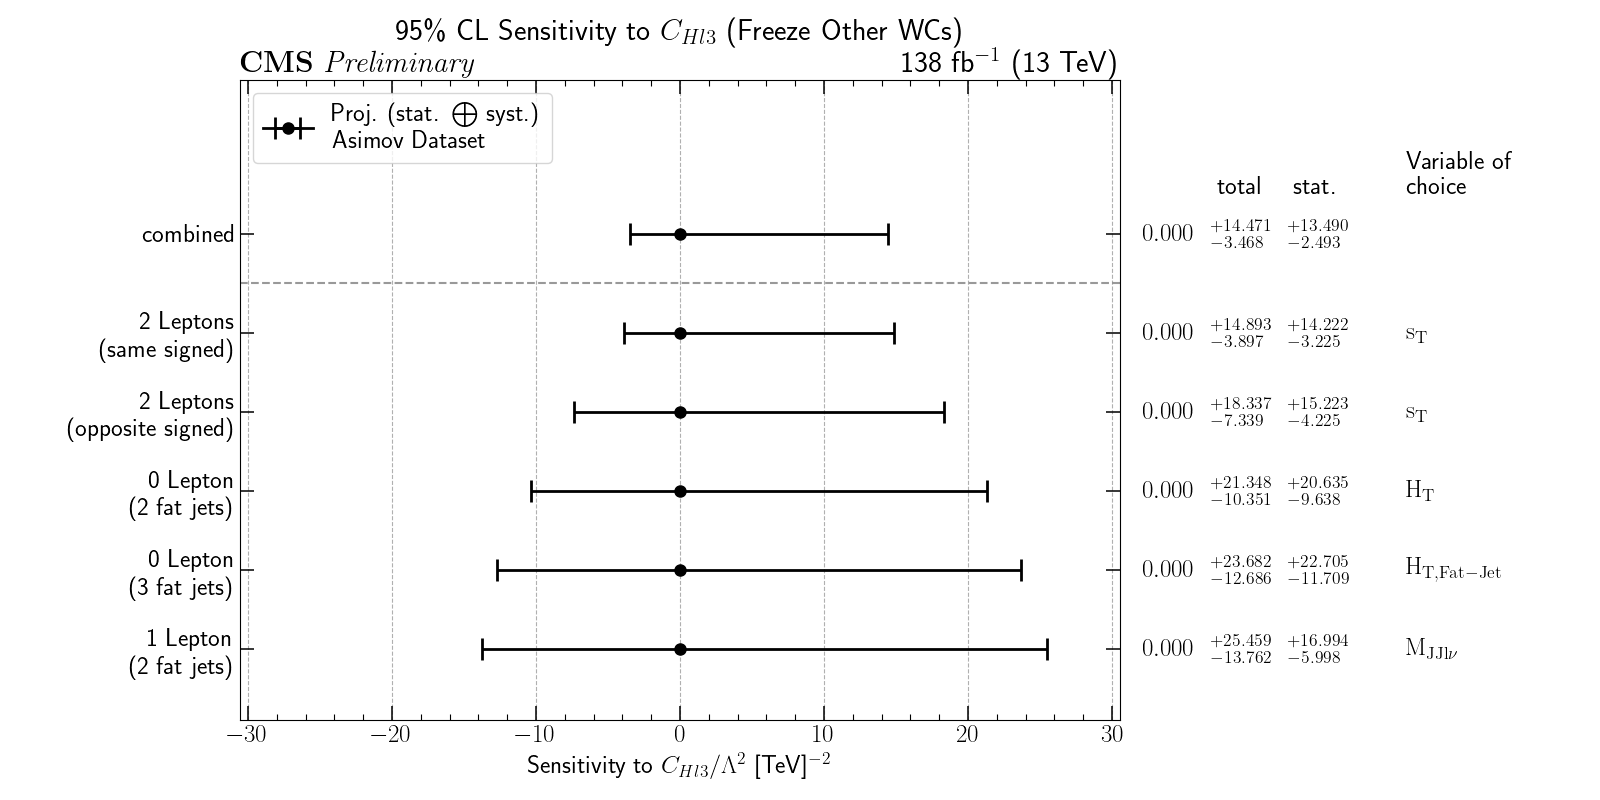 95% CL Sensitivity to C_{Hl3} (Freeze Other WCs)
CMS Preliminary
138 fb^{−1} (13 TeV)
Proj. (stat. ⨁ syst.)
Asimov Dataset
Variable of
total stat. choice
combined 0.000 +14.471 −3.468 +13.490 −2.493
2 Leptons
(same signed) 0.000 +14.893 −3.897 +14.222 −3.225 s_T
2 Leptons
(opposite signed) 0.000 +18.337 −7.339 +15.223 −4.225 s_T
0 Lepton
(2 fat jets) 0.000 +21.348 −10.351 +20.635 −9.638 H_T
0 Lepton
(3 fat jets) 0.000 +23.682 −12.686 +22.705 −11.709 H_{T,Fat−Jet}
1 Lepton
(2 fat jets) 0.000 +25.459 −13.762 +16.994 −5.998 M_{JJlν}
−30 −20 −10 0 10 20 30
Sensitivity to C_{Hl3}/Λ^2 [TeV]^{−2}